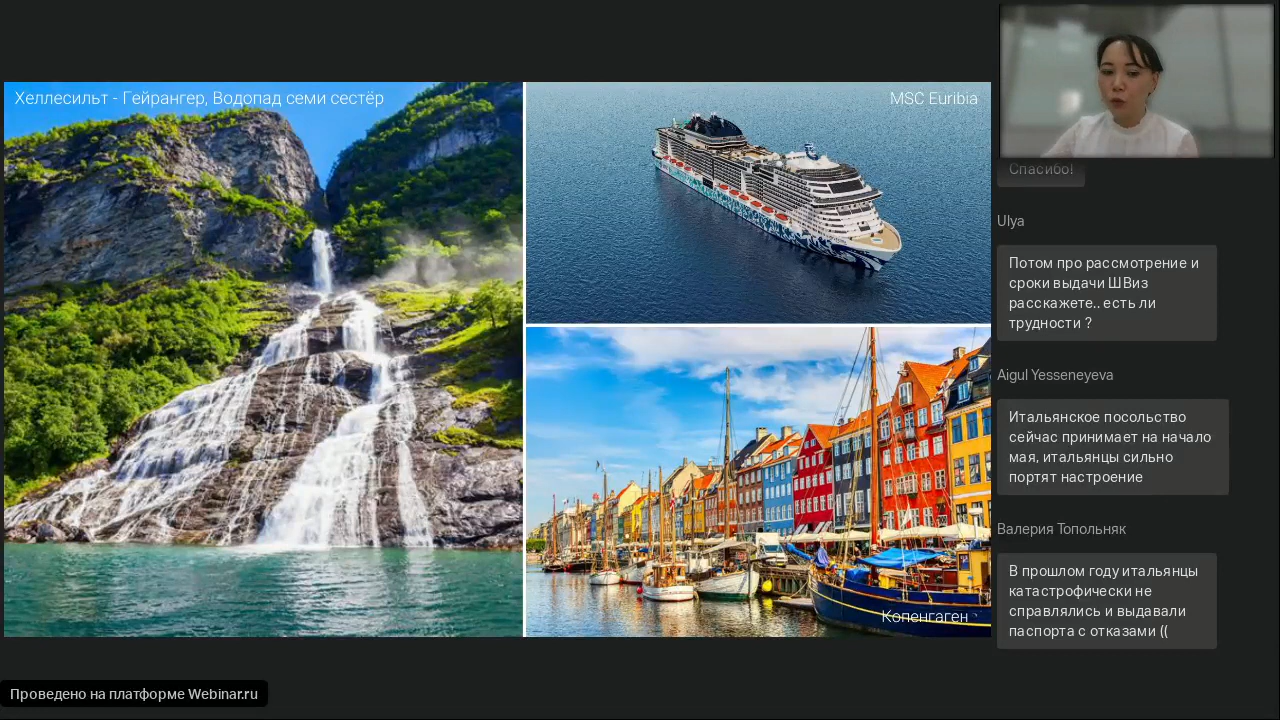 Хеллесильт - Гейрангер, Водопад семи сестёр
MSC Euribia
Копенгаген
Спасибо!
Ulya
Потом про рассмотрение и
сроки выдачи ШВиз
расскажете.. есть ли
трудности ?
Aigul Yesseneyeva
Итальянское посольство
сейчас принимает на начало
мая, итальянцы сильно
портят настроение
Валерия Топольняк
В прошлом году итальянцы
катастрофически не
справлялись и выдавали
паспорта с отказами ((
Проведено на платформе Webinar.ru